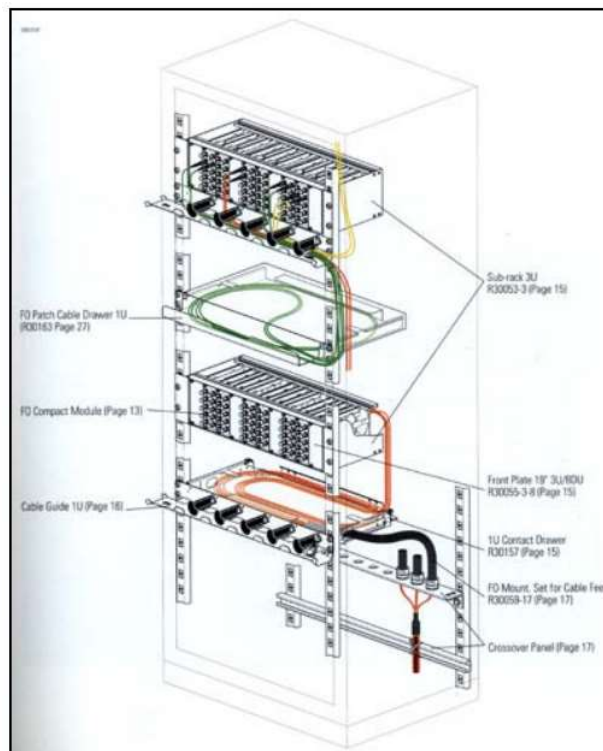 Sub-rack 3U
R30053-3 (Page 15)
FO Patch Cable Drawer 1U
(R30163 Page 27)
FO Compact Module (Page 13)
Front Plate 19" 3U/8DU
R30055-3-8 (Page 15)
Cable Guide 1U (Page 16)
1U Contact Drawer
R30157 (Page 15)
FO Mount. Set for Cable Fee
R30059-17 (Page 17)
Crossover Panel (Page 17)